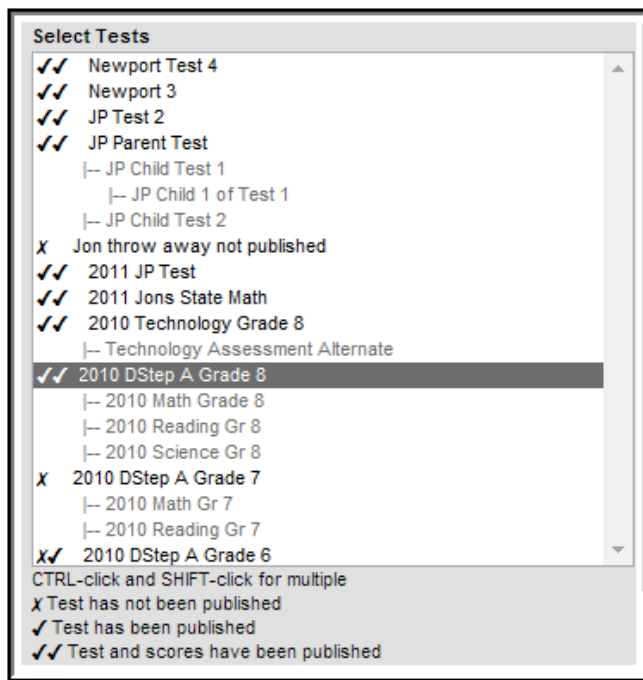 Select Tests
✓✓ Newport Test 4
✓✓ Newport 3
✓✓ JP Test 2
✓✓ JP Parent Test
|-- JP Child Test 1
|-- JP Child 1 of Test 1
|-- JP Child Test 2
✗ Jon throw away not published
✓✓ 2011 JP Test
✓✓ 2011 Jons State Math
✓✓ 2010 Technology Grade 8
|-- Technology Assessment Alternate
✓✓ 2010 DStep A Grade 8
|-- 2010 Math Grade 8
|-- 2010 Reading Gr 8
|-- 2010 Science Gr 8
✗ 2010 DStep A Grade 7
|-- 2010 Math Gr 7
|-- 2010 Reading Gr 7
✗✓ 2010 DStep A Grade 6
CTRL-click and SHIFT-click for multiple
✗ Test has not been published
✓ Test has been published
✓✓ Test and scores have been published